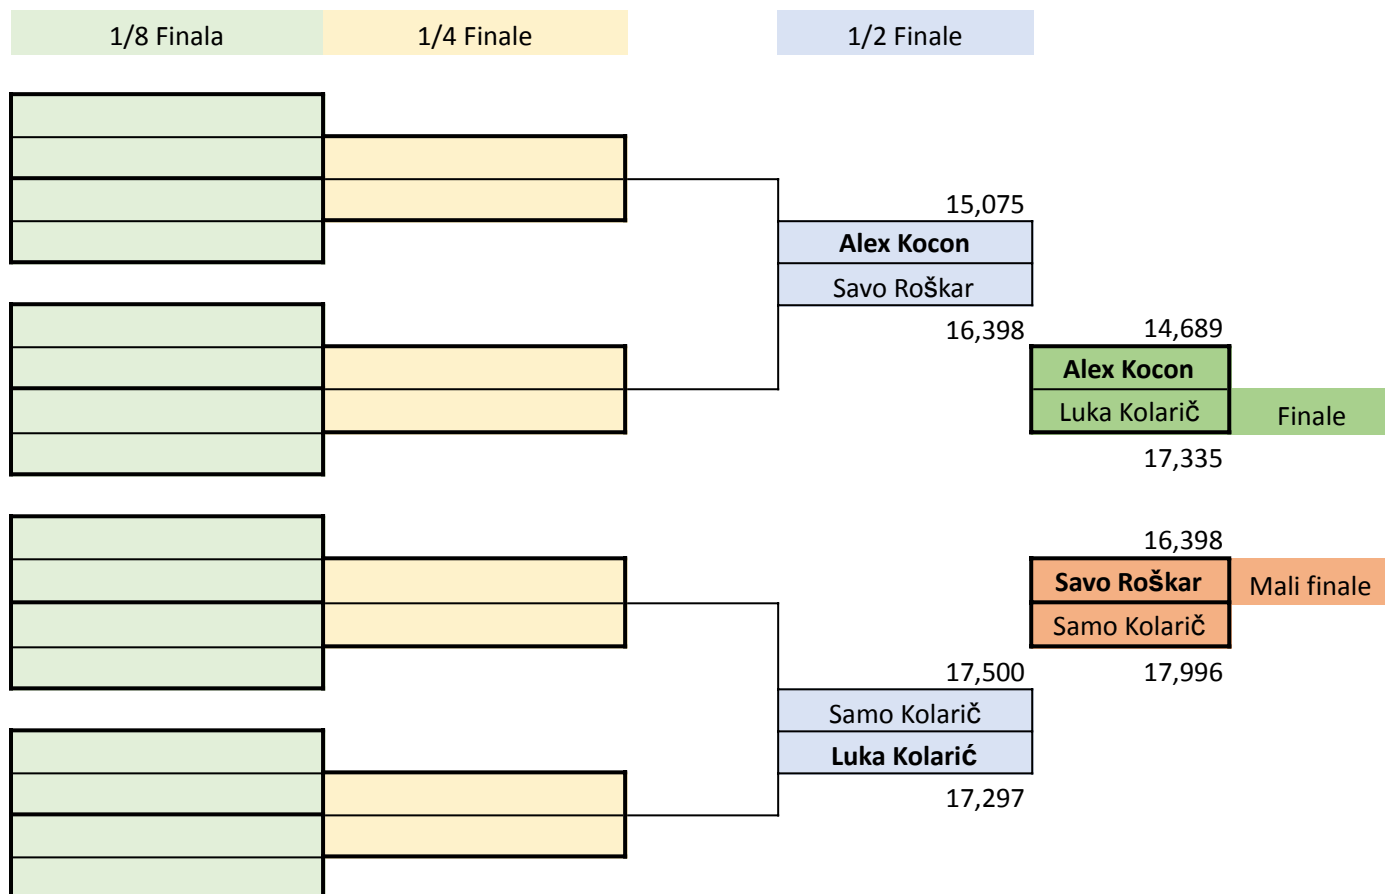 1/8 Finala
1/4 Finale
1/2 Finale
15,075
Alex Kocon
Savo Roškar
16,398
14,689
Alex Kocon
Luka Kolarič
Finale
17,335
16,398
Savo Roškar
Mali finale
Samo Kolarič
17,996
17,500
Samo Kolarič
Luka Kolarić
17,297